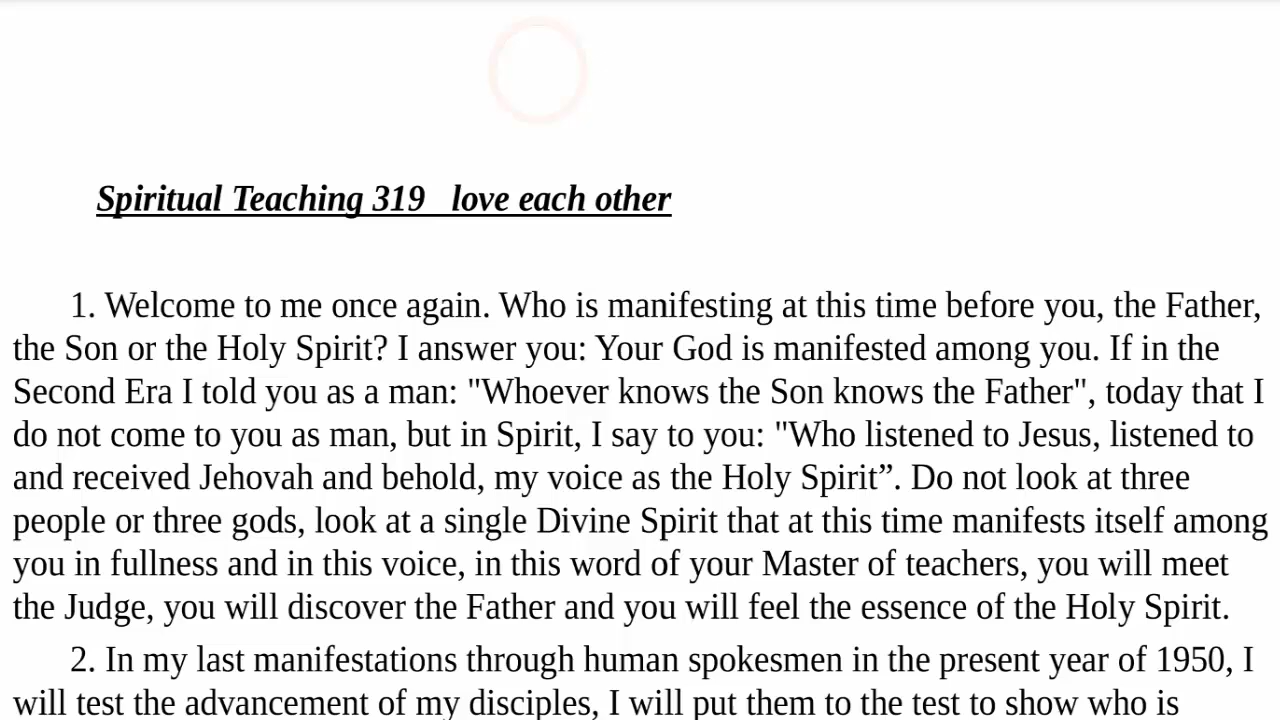 Spiritual Teaching 319   love each other
1. Welcome to me once again. Who is manifesting at this time before you, the Father,
the Son or the Holy Spirit? I answer you: Your God is manifested among you. If in the
Second Era I told you as a man: "Whoever knows the Son knows the Father", today that I
do not come to you as man, but in Spirit, I say to you: "Who listened to Jesus, listened to
and received Jehovah and behold, my voice as the Holy Spirit”. Do not look at three
people or three gods, look at a single Divine Spirit that at this time manifests itself among
you in fullness and in this voice, in this word of your Master of teachers, you will meet
the Judge, you will discover the Father and you will feel the essence of the Holy Spirit.
2. In my last manifestations through human spokesmen in the present year of 1950, I
will test the advancement of my disciples, I will put them to the test to show who is